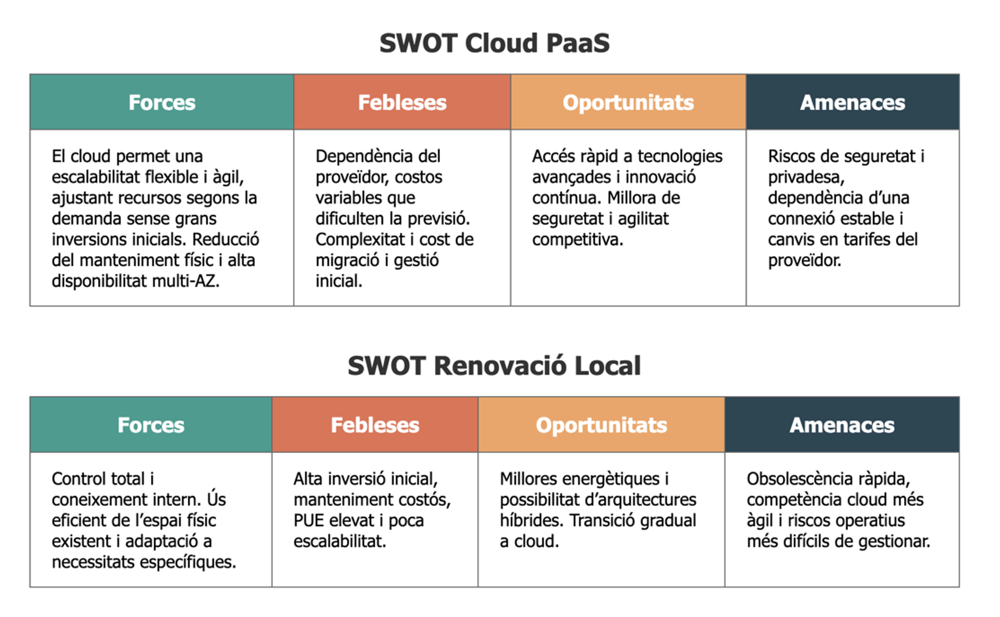 SWOT Cloud PaaS
Forces
Febleses
Oportunitats
Amenaces
El cloud permet una
escalabilitat flexible i àgil,
ajustant recursos segons la
demanda sense grans
inversions inicials. Reducció
del manteniment físic i alta
disponibilitat multi-AZ.
Dependència del
proveïdor, costos
variables que
dificulten la previsió.
Complexitat i cost de
migració i gestió
inicial.
Accés ràpid a tecnologies
avançades i innovació
contínua. Millora de
seguretat i agilitat
competitiva.
Riscos de seguretat i
privadesa,
dependència d’una
connexió estable i
canvis en tarifes del
proveïdor.
SWOT Renovació Local
Forces
Febleses
Oportunitats
Amenaces
Control total i
coneixement intern. Ús
eficient de l’espai físic
existent i adaptació a
necessitats específiques.
Alta inversió inicial,
manteniment costós,
PUE elevat i poca
escalabilitat.
Millores energètiques i
possibilitat d’arquitectures
híbrides. Transició gradual
a cloud.
Obsolescència ràpida,
competència cloud més
àgil i riscos operatius
més difícils de gestionar.